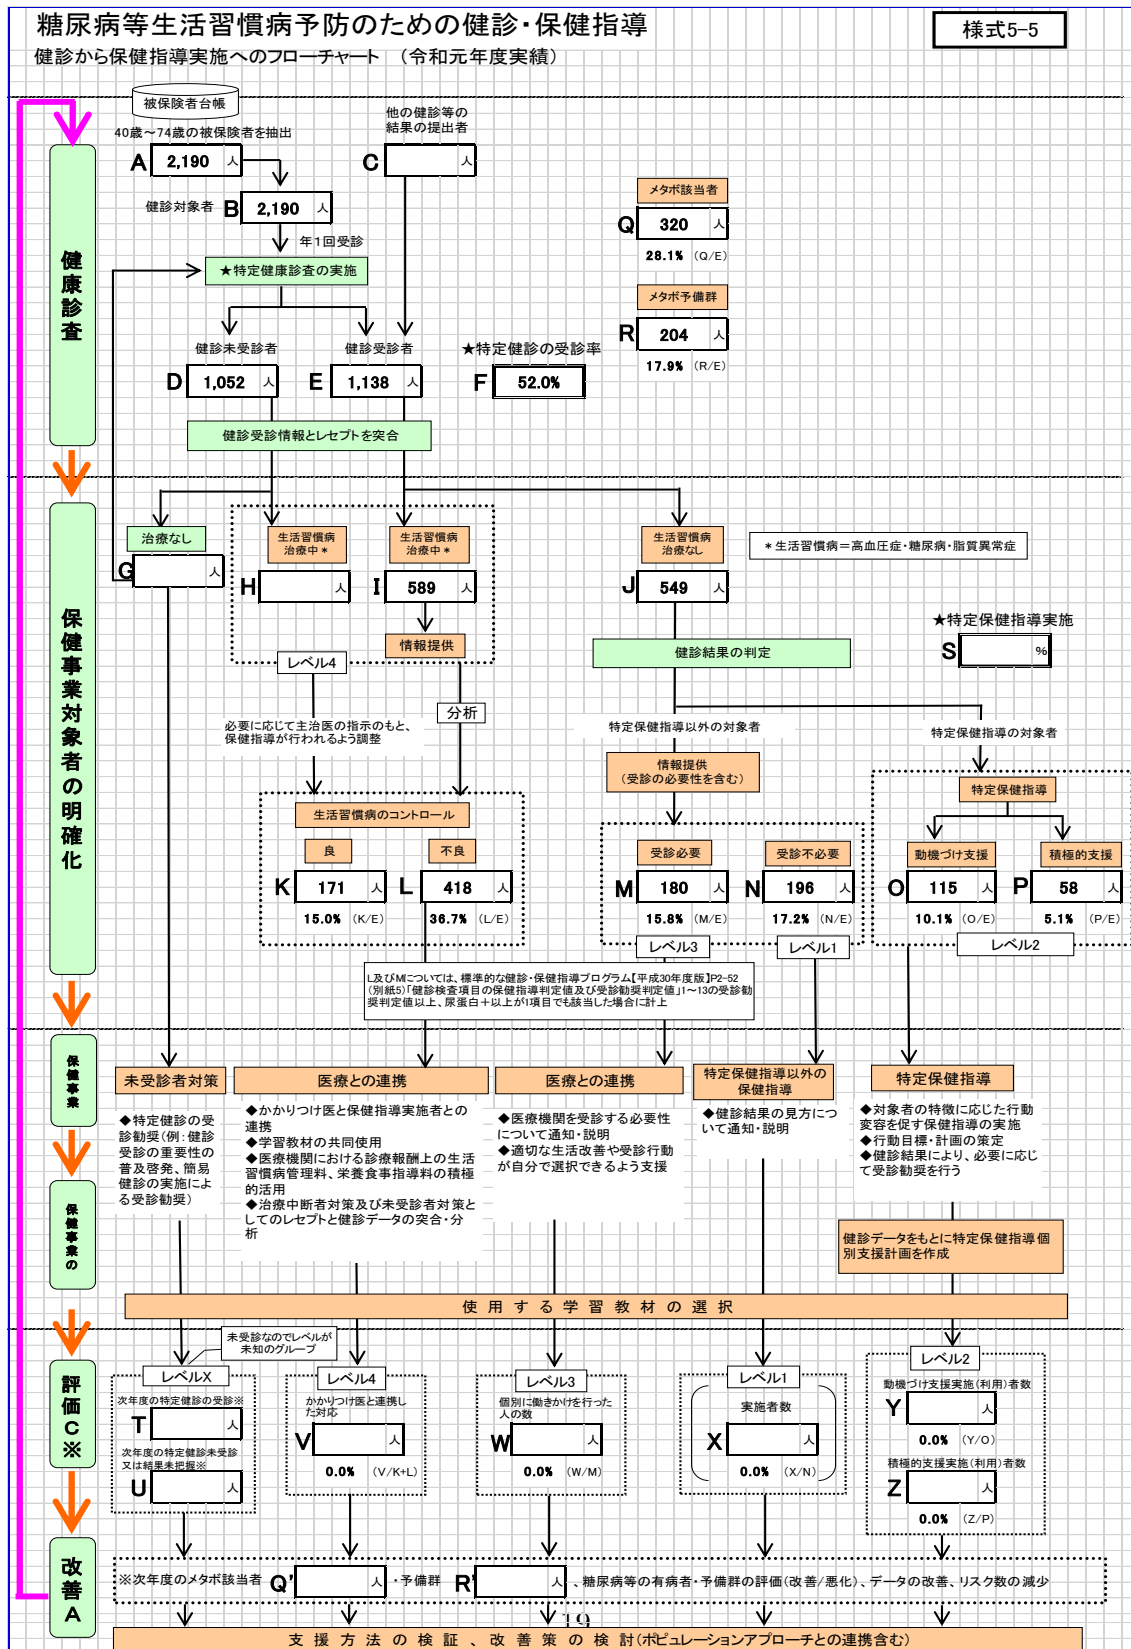 糖尿病等生活習慣病予防のための健診・保健指導
様式5-5
健診から保健指導実施へのフローチャート （令和元年度実績）
被保険者台帳
40歳～74歳の被保険者を抽出
他の健診等の
結果の提出者
A 2,190 人
C 人
健診対象者 B 2,190 人
メタボ該当者
Q 320 人
28.1% (Q/E)
年1回受診
★特定健康診査の実施
メタボ予備群
R 204 人
17.9% (R/E)
健康診査
健診未受診者
健診受診者
★特定健診の受診率
D 1,052 人
E 1,138 人
F 52.0%
健診受診情報とレセプトを突合
保健事業対象者の明確化
治療なし
G 人
生活習慣病
治療中＊
H 人
生活習慣病
治療中＊
I 589 人
情報提供
レベル4
生活習慣病
治療なし
J 549 人
＊生活習慣病＝高血圧症・糖尿病・脂質異常症
★特定保健指導実施
S %
健診結果の判定
分析
必要に応じて主治医の指示のもと、
保健指導が行われるよう調整
特定保健指導以外の対象者
特定保健指導の対象者
情報提供
（受診の必要性を含む）
特定保健指導
生活習慣病のコントロール
良
不良
受診必要
受診不必要
動機づけ支援
積極的支援
K 171 人
L 418 人
M 180 人
N 196 人
O 115 人
P 58 人
15.0% (K/E)
36.7% (L/E)
15.8% (M/E)
17.2% (N/E)
10.1% (O/E)
5.1% (P/E)
レベル3
レベル1
レベル2
L及びMについては、標準的な健診・保健指導プログラム【平成30年度版】P2-52
（別紙5）「健診検査項目の保健指導判定値及び受診勧奨判定値」1～13の受診勧
奨判定値以上、尿蛋白＋以上が1項目でも該当した場合に計上
保健事業
未受診者対策
医療との連携
医療との連携
特定保健指導以外の
保健指導
特定保健指導
◆特定健診の受
診勧奨（例：健診
受診の重要性の
普及啓発、簡易
健診の実施によ
る受診勧奨）
◆かかりつけ医と保健指導実施者との
連携
◆学習教材の共同使用
◆医療機関における診療報酬上の生活
習慣病管理料、栄養食事指導料の積極
的活用
◆治療中断者対策及び未受診者対策と
してのレセプトと健診データの突合・分
析
◆医療機関を受診する必要性
について通知・説明
◆適切な生活改善や受診行動
が自分で選択できるよう支援
◆健診結果の見方につ
いて通知・説明
◆対象者の特徴に応じた行動
変容を促す保健指導の実施
◆行動目標・計画の策定
◆健診結果により、必要に応じ
て受診勧奨を行う
保健事業の
健診データをもとに特定保健指導個
別支援計画を作成
使用する学習教材の選択
未受診なのでレベルが
未知のグループ
評価C※
レベルX
次年度の特定健診の受診※
T 人
次年度の特定健診未受診
又は結果未把握※
U 人
レベル4
かかりつけ医と連携し
た対応
V 人
0.0% (V/K+L)
レベル3
個別に働きかけを行った
人の数
W 人
0.0% (W/M)
レベル1
実施者数
X 人
0.0% (X/N)
レベル2
動機づけ支援実施（利用）者数
Y 人
0.0% (Y/O)
積極的支援実施（利用）者数
Z 人
0.0% (Z/P)
改善A
※次年度のメタボ該当者 Q' 人 ・予備群 R' 人 、糖尿病等の有病者・予備群の評価（改善/悪化）、データの改善、リスク数の減少
19
支援方法の検証、改善策の検討（ポピュレーションアプローチとの連携含む）